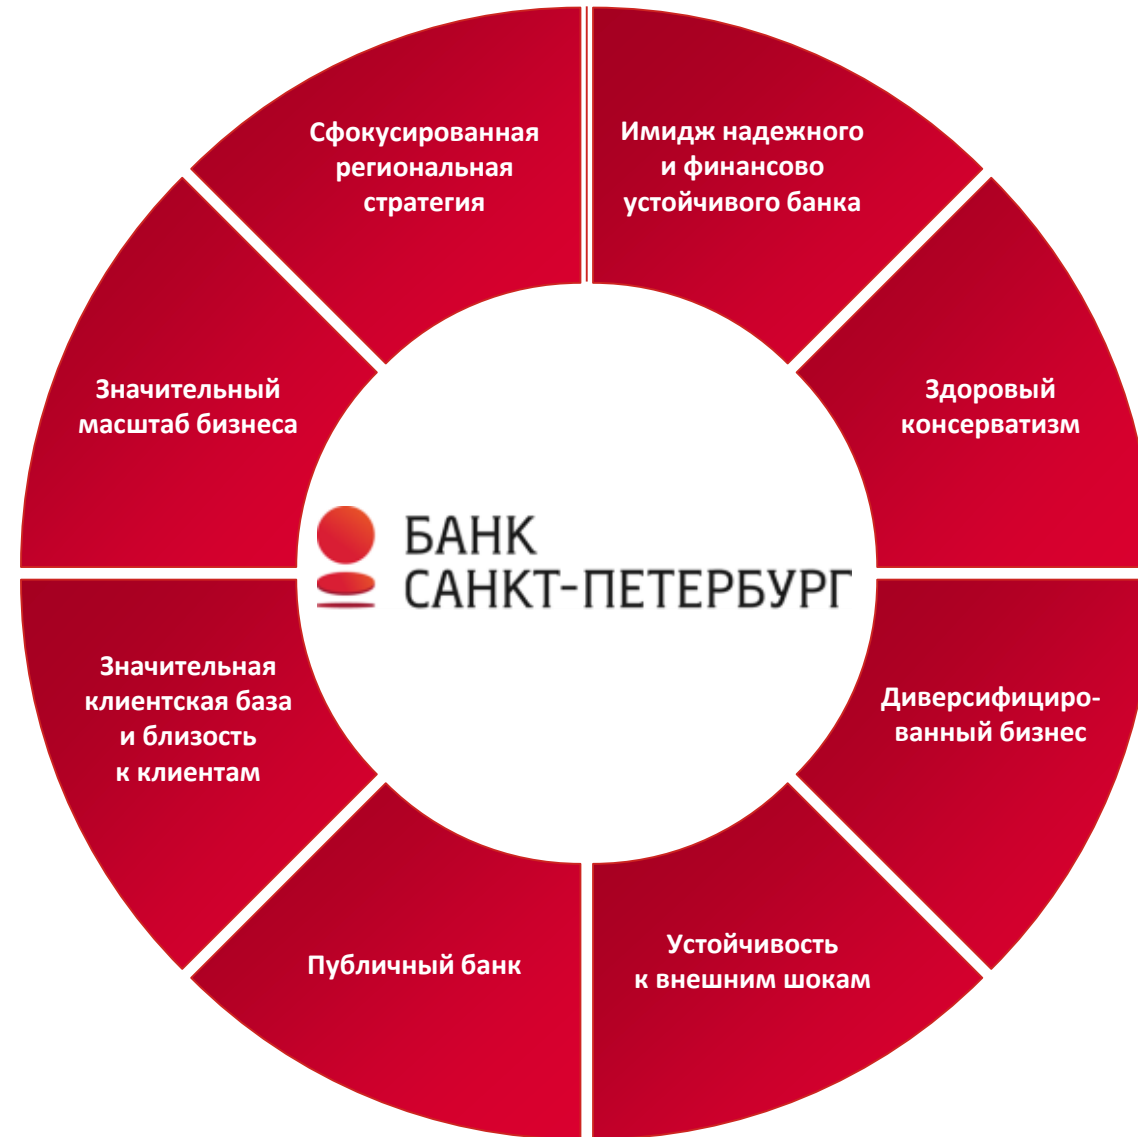 Сфокусированная
региональная
стратегия
Имидж надежного
и финансово
устойчивого банка
Значительный
масштаб бизнеса
Здоровый
консерватизм
БАНК
САНКТ-ПЕТЕРБУРГ
Значительная
клиентская база
и близость
к клиентам
Диверсифициро-
ванный бизнес
Публичный банк
Устойчивость
к внешним шокам